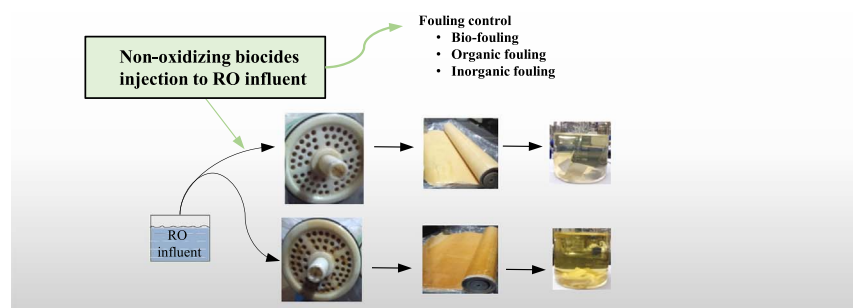 Fouling control
• Bio-fouling
• Organic fouling
• Inorganic fouling
Non-oxidizing biocides
injection to RO influent
RO
influent